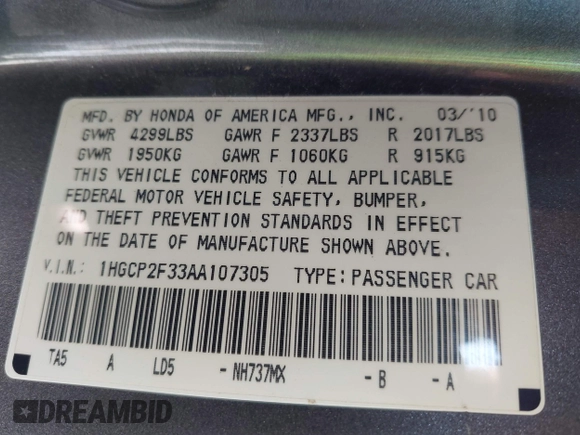 MFD. BY HONDA OF AMERICA MFG., INC. 03/'10
GVWR 4299LBS GAWR F 2337LBS R 2017LBS
GVWR 1950KG GAWR F 1060KG R 915KG
THIS VEHICLE CONFORMS TO ALL APPLICABLE
FEDERAL MOTOR VEHICLE SAFETY, BUMPER,
AND THEFT PREVENTION STANDARDS IN EFFECT
ON THE DATE OF MANUFACTURE SHOWN ABOVE.
V.I.N.: 1HGCP2F33AA107305 TYPE: PASSENGER CAR
TA5 A LD5 -NH737MX -B -A
DREAMBID